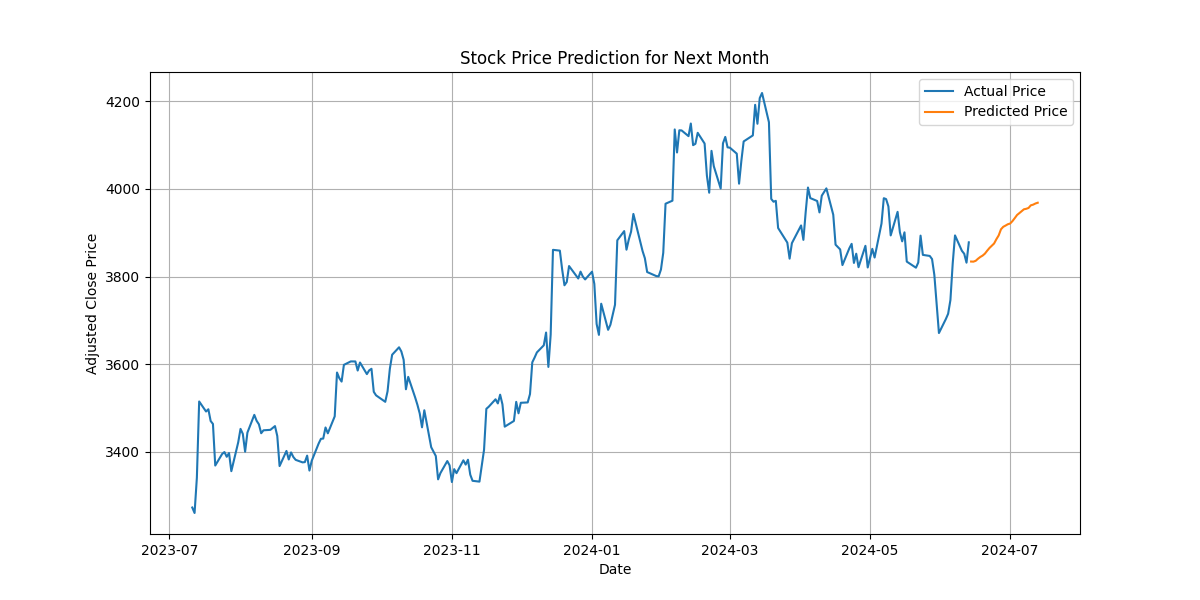 Stock Price Prediction for Next Month
Actual Price
Predicted Price
4200
4000
3800
3600
3400
Adjusted Close Price
2023-07
2023-09
2023-11
2024-01
2024-03
2024-05
2024-07
Date